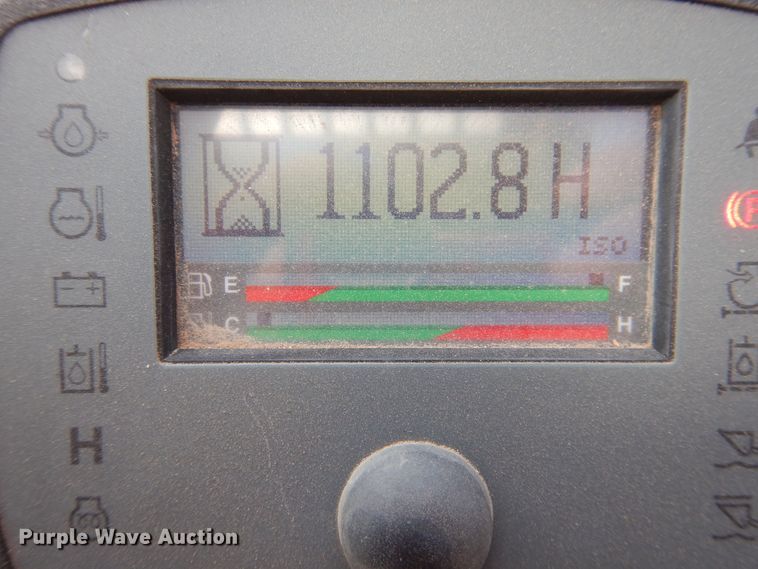 1102.8 H
ISO
E F
C H
H
Purple Wave Auction